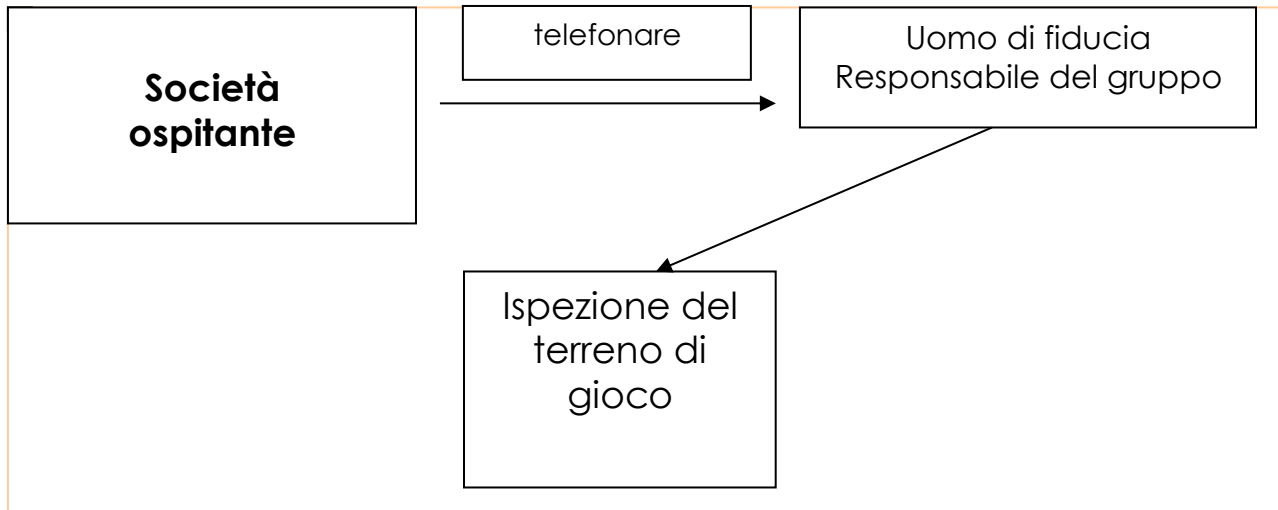 Società
ospitante
telefonare
Uomo di fiducia
Responsabile del gruppo
Ispezione del
terreno di
gioco